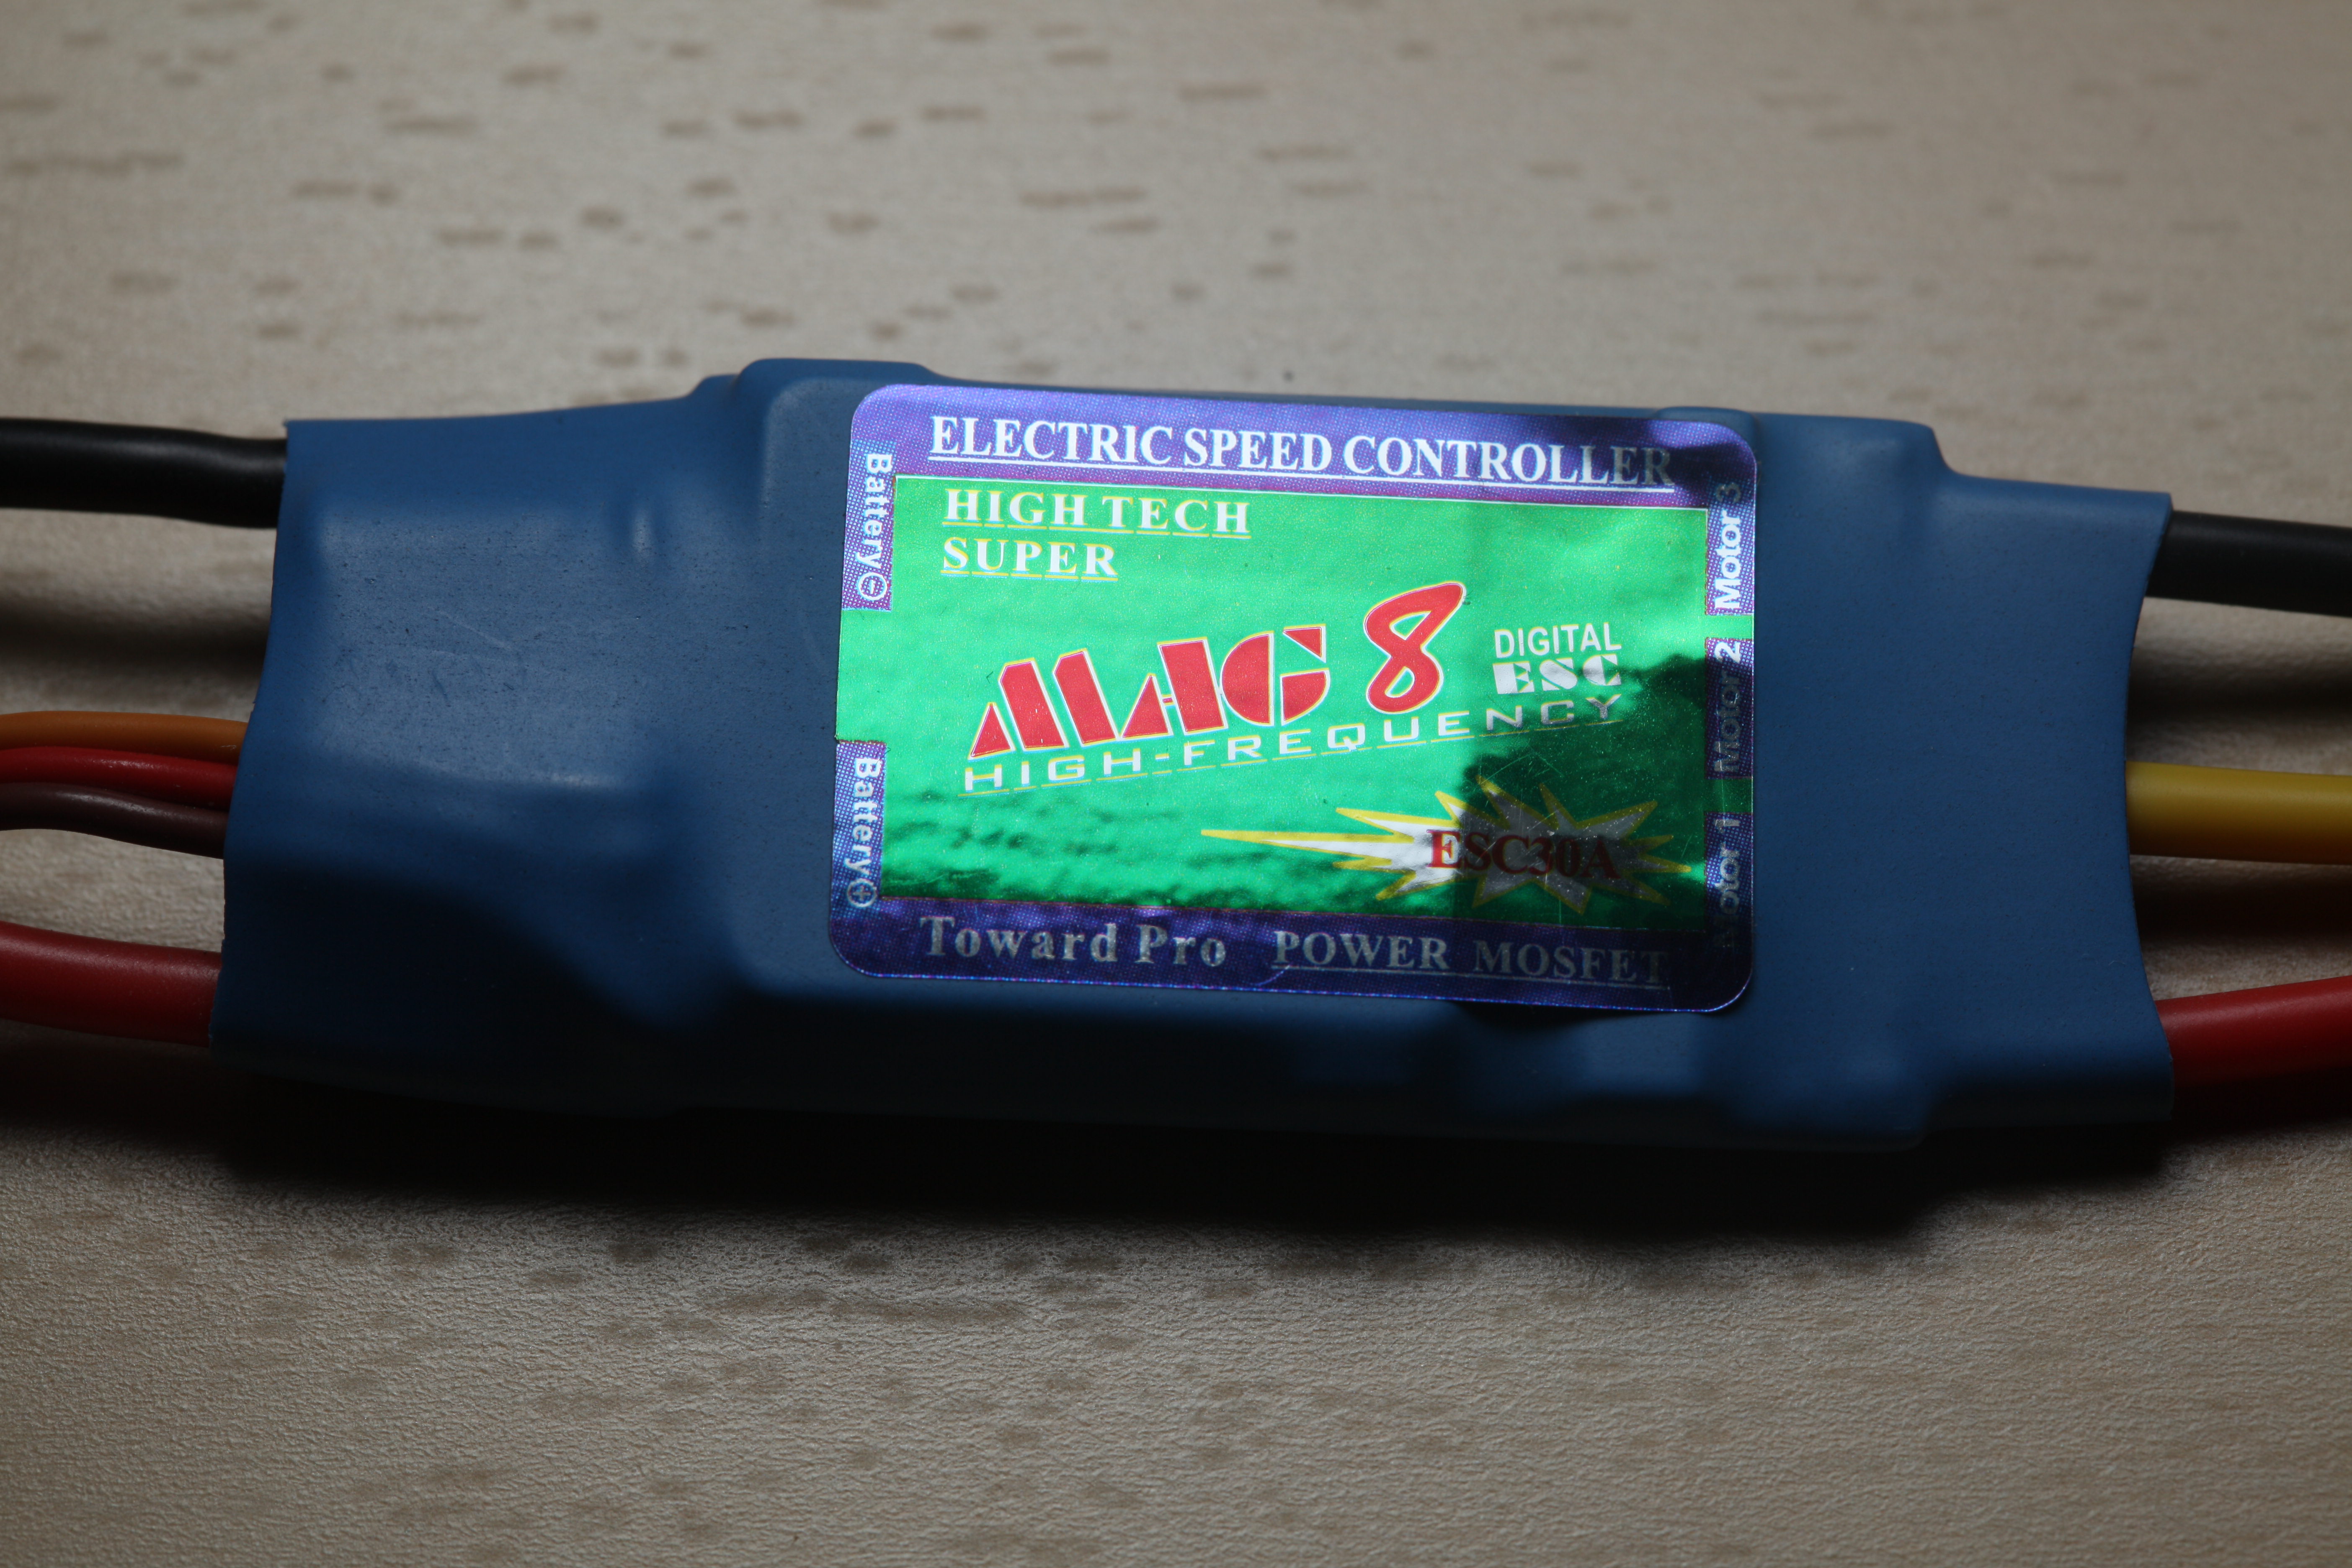 ELECTRIC SPEED CONTROLLER
Battery ⊖
HIGH TECH
SUPER
MAG 8
DIGITAL
ESC
HIGH-FREQUENCY
Motor 3
Motor 2
Motor 1
Battery ⊕
ESC30A
Toward Pro POWER MOSFET